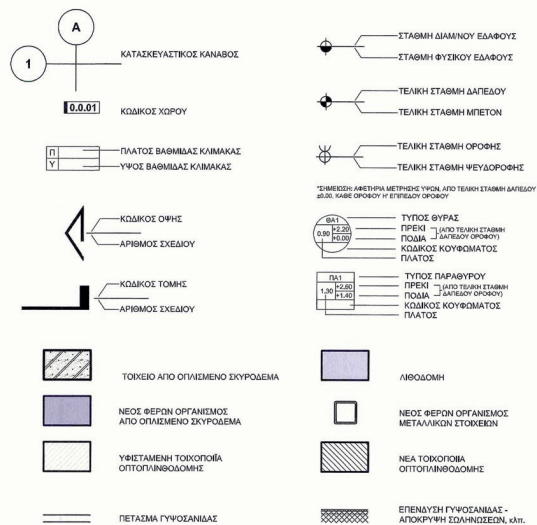 A
1
ΚΑΤΑΣΚΕΥΑΣΤΙΚΟΣ ΚΑΝΑΒΟΣ
0.0.01
ΚΩΔΙΚΟΣ ΧΩΡΟΥ
Π
ΠΛΑΤΟΣ ΒΑΘΜΙΔΑΣ ΚΛΙΜΑΚΑΣ
Υ
ΥΨΟΣ ΒΑΘΜΙΔΑΣ ΚΛΙΜΑΚΑΣ
ΚΩΔΙΚΟΣ ΟΨΗΣ
ΑΡΙΘΜΟΣ ΣΧΕΔΙΟΥ
ΚΩΔΙΚΟΣ ΤΟΜΗΣ
ΑΡΙΘΜΟΣ ΣΧΕΔΙΟΥ
ΣΤΑΘΜΗ ΔΙΑΜ/ΝΟΥ ΕΔΑΦΟΥΣ
ΣΤΑΘΜΗ ΦΥΣΙΚΟΥ ΕΔΑΦΟΥΣ
ΤΕΛΙΚΗ ΣΤΑΘΜΗ ΔΑΠΕΔΟΥ
ΤΕΛΙΚΗ ΣΤΑΘΜΗ ΜΠΕΤΟΝ
ΤΕΛΙΚΗ ΣΤΑΘΜΗ ΟΡΟΦΗΣ
ΤΕΛΙΚΗ ΣΤΑΘΜΗ ΨΕΥΔΟΡΟΦΗΣ
*ΣΗΜΕΙΩΣΗ: ΑΦΕΤΗΡΙΑ ΜΕΤΡΗΣΗΣ ΥΨΩΝ, ΑΠΟ ΤΕΛΙΚΗ ΣΤΑΘΜΗ ΔΑΠΕΔΟΥ
±0.00, ΚΑΘΕ ΟΡΟΦΟΥ Η' ΕΠΙΠΕΔΟΥ ΟΡΟΦΟΥ
ΘΑ1
0.90
+2.20
+0.00
ΤΥΠΟΣ ΘΥΡΑΣ
ΠΡΕΚΙ
ΠΟΔΙΑ
(ΑΠΟ ΤΕΛΙΚΗ ΣΤΑΘΜΗ
ΔΑΠΕΔΟΥ ΟΡΟΦΟΥ)
ΚΩΔΙΚΟΣ ΚΟΥΦΩΜΑΤΟΣ
ΠΛΑΤΟΣ
ΠΑ1
1.30
+2.60
+1.40
ΤΥΠΟΣ ΠΑΡΑΘΥΡΟΥ
ΠΡΕΚΙ
ΠΟΔΙΑ
(ΑΠΟ ΤΕΛΙΚΗ ΣΤΑΘΜΗ
ΔΑΠΕΔΟΥ ΟΡΟΦΟΥ)
ΚΩΔΙΚΟΣ ΚΟΥΦΩΜΑΤΟΣ
ΠΛΑΤΟΣ
ΤΟΙΧΕΙΟ ΑΠΟ ΟΠΛΙΣΜΕΝΟ ΣΚΥΡΟΔΕΜΑ
ΛΙΘΟΔΟΜΗ
ΝΕΟΣ ΦΕΡΩΝ ΟΡΓΑΝΙΣΜΟΣ
ΑΠΟ ΟΠΛΙΣΜΕΝΟ ΣΚΥΡΟΔΕΜΑ
ΝΕΟΣ ΦΕΡΩΝ ΟΡΓΑΝΙΣΜΟΣ
ΜΕΤΑΛΛΙΚΩΝ ΣΤΟΙΧΕΙΩΝ
ΥΦΙΣΤΑΜΕΝΗ ΤΟΙΧΟΠΟΙΪΑ
ΟΠΤΟΠΛΙΝΘΟΔΟΜΗΣ
ΝΕΑ ΤΟΙΧΟΠΟΙΙΑ
ΟΠΤΟΠΛΙΝΘΟΔΟΜΗΣ
ΠΕΤΑΣΜΑ ΓΥΨΟΣΑΝΙΔΑΣ
ΕΠΕΝΔΥΣΗ ΓΥΨΟΣΑΝΙΔΑΣ -
ΑΠΟΚΡΥΨΗ ΣΩΛΗΝΩΣΕΩΝ, κλπ.